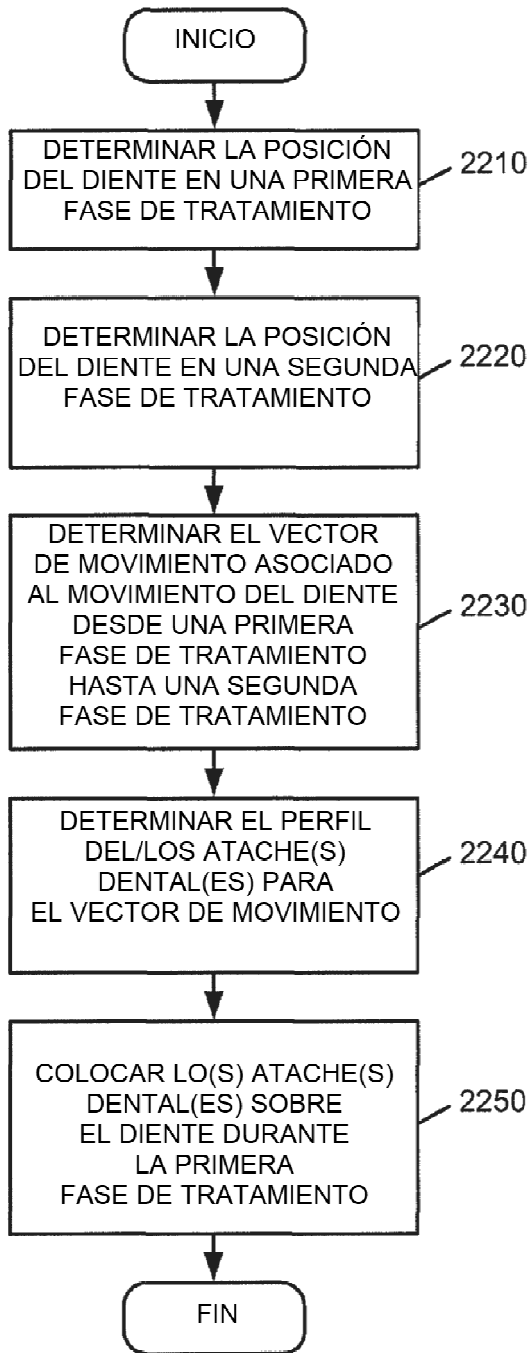 INICIO
DETERMINAR LA POSICIÓN
DEL DIENTE EN UNA PRIMERA
FASE DE TRATAMIENTO
2210
DETERMINAR LA POSICIÓN
DEL DIENTE EN UNA SEGUNDA
FASE DE TRATAMIENTO
2220
DETERMINAR EL VECTOR
DE MOVIMIENTO ASOCIADO
AL MOVIMIENTO DEL DIENTE
DESDE UNA PRIMERA
FASE DE TRATAMIENTO
HASTA UNA SEGUNDA
FASE DE TRATAMIENTO
2230
DETERMINAR EL PERFIL
DEL/LOS ATACHE(S)
DENTAL(ES) PARA
EL VECTOR DE MOVIMIENTO
2240
COLOCAR LO(S) ATACHE(S)
DENTAL(ES) SOBRE
EL DIENTE DURANTE
LA PRIMERA
FASE DE TRATAMIENTO
2250
FIN